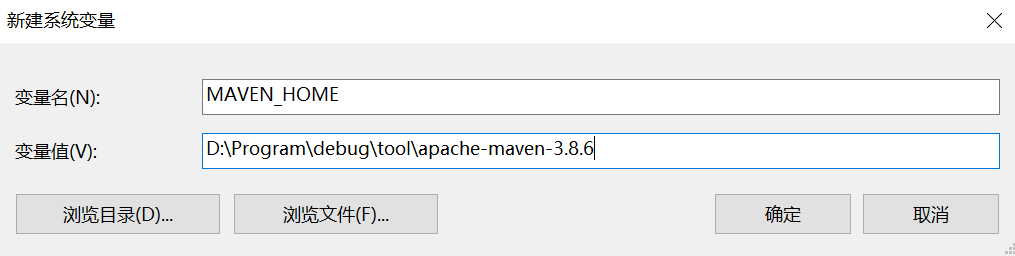 新建系统变量
变量名(N):
MAVEN_HOME
变量值(V):
D:\Program\debug\tool\apache-maven-3.8.6
浏览目录(D)...
浏览文件(F)...
确定
取消